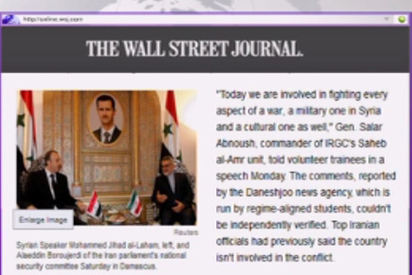 http://online.wsj.com
THE WALL STREET JOURNAL.
"Today we are involved in fighting every
aspect of a war, a military one in Syria
and a cultural one as well," Gen. Salar
Abnoush, commander of IRGC's Saheb
al-Amr unit, told volunteer trainees in a
speech Monday. The comments, reported
by the Daneshjoo news agency, which is
run by regime-aligned students, couldn't
be independently verified. Top Iranian
officials had previously said the country
isn't involved in the conflict.
Enlarge Image
Reuters
Syrian Speaker Mohammed Jihad al-Laham, left, and
Alaeddin Boroujerdi of the Iran parliament's national
security committee Saturday in Damascus.